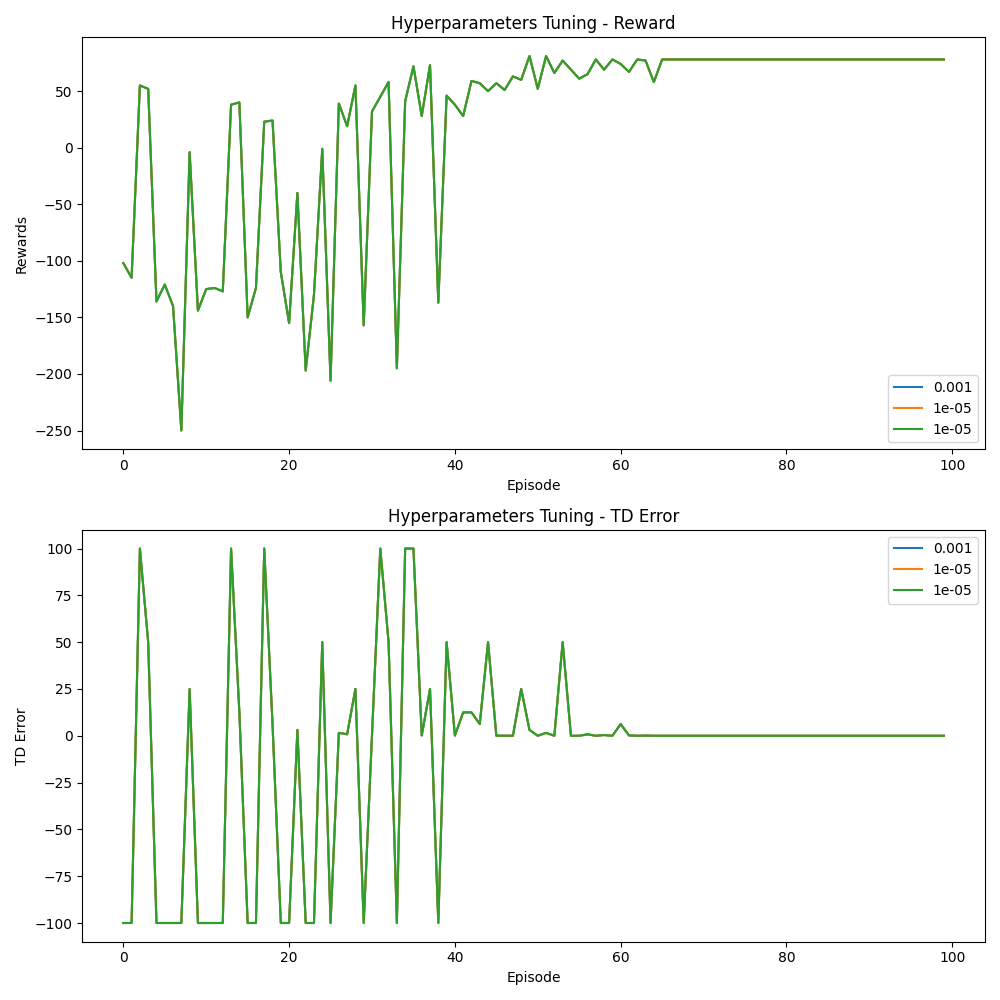 Hyperparameters Tuning - Reward
50
0
−50
−100
−150
−200
−250
Rewards
0.001
1e-05
1e-05
0 20 40 60 80 100
Episode
Hyperparameters Tuning - TD Error
100
75
50
25
0
−25
−50
−75
−100
TD Error
0.001
1e-05
1e-05
0 20 40 60 80 100
Episode